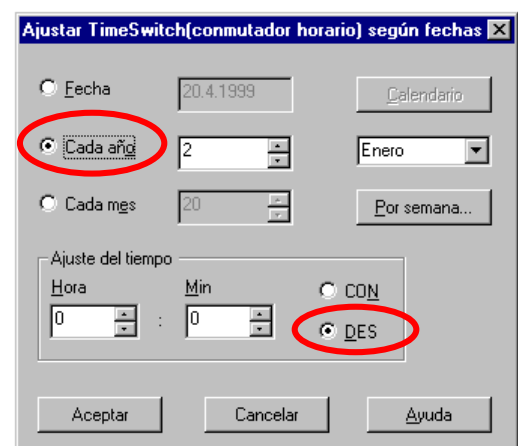 Ajustar TimeSwitch(conmutador horario) según fechas
Fecha 20.4.1999 Calendario
Cada año 2 Enero
Cada mes 20 Por semana...
Ajuste del tiempo
Hora Min CON
0 : 0 DES
Aceptar Cancelar Ayuda